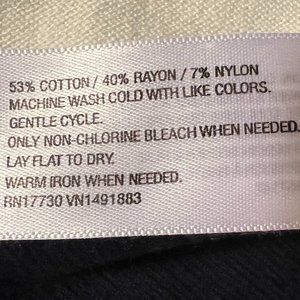 53% COTTON / 40% RAYON / 7% NYLON
MACHINE WASH COLD WITH LIKE COLORS.
GENTLE CYCLE.
ONLY NON-CHLORINE BLEACH WHEN NEEDED.
LAY FLAT TO DRY.
WARM IRON WHEN NEEDED.
RN17730 VN1491883